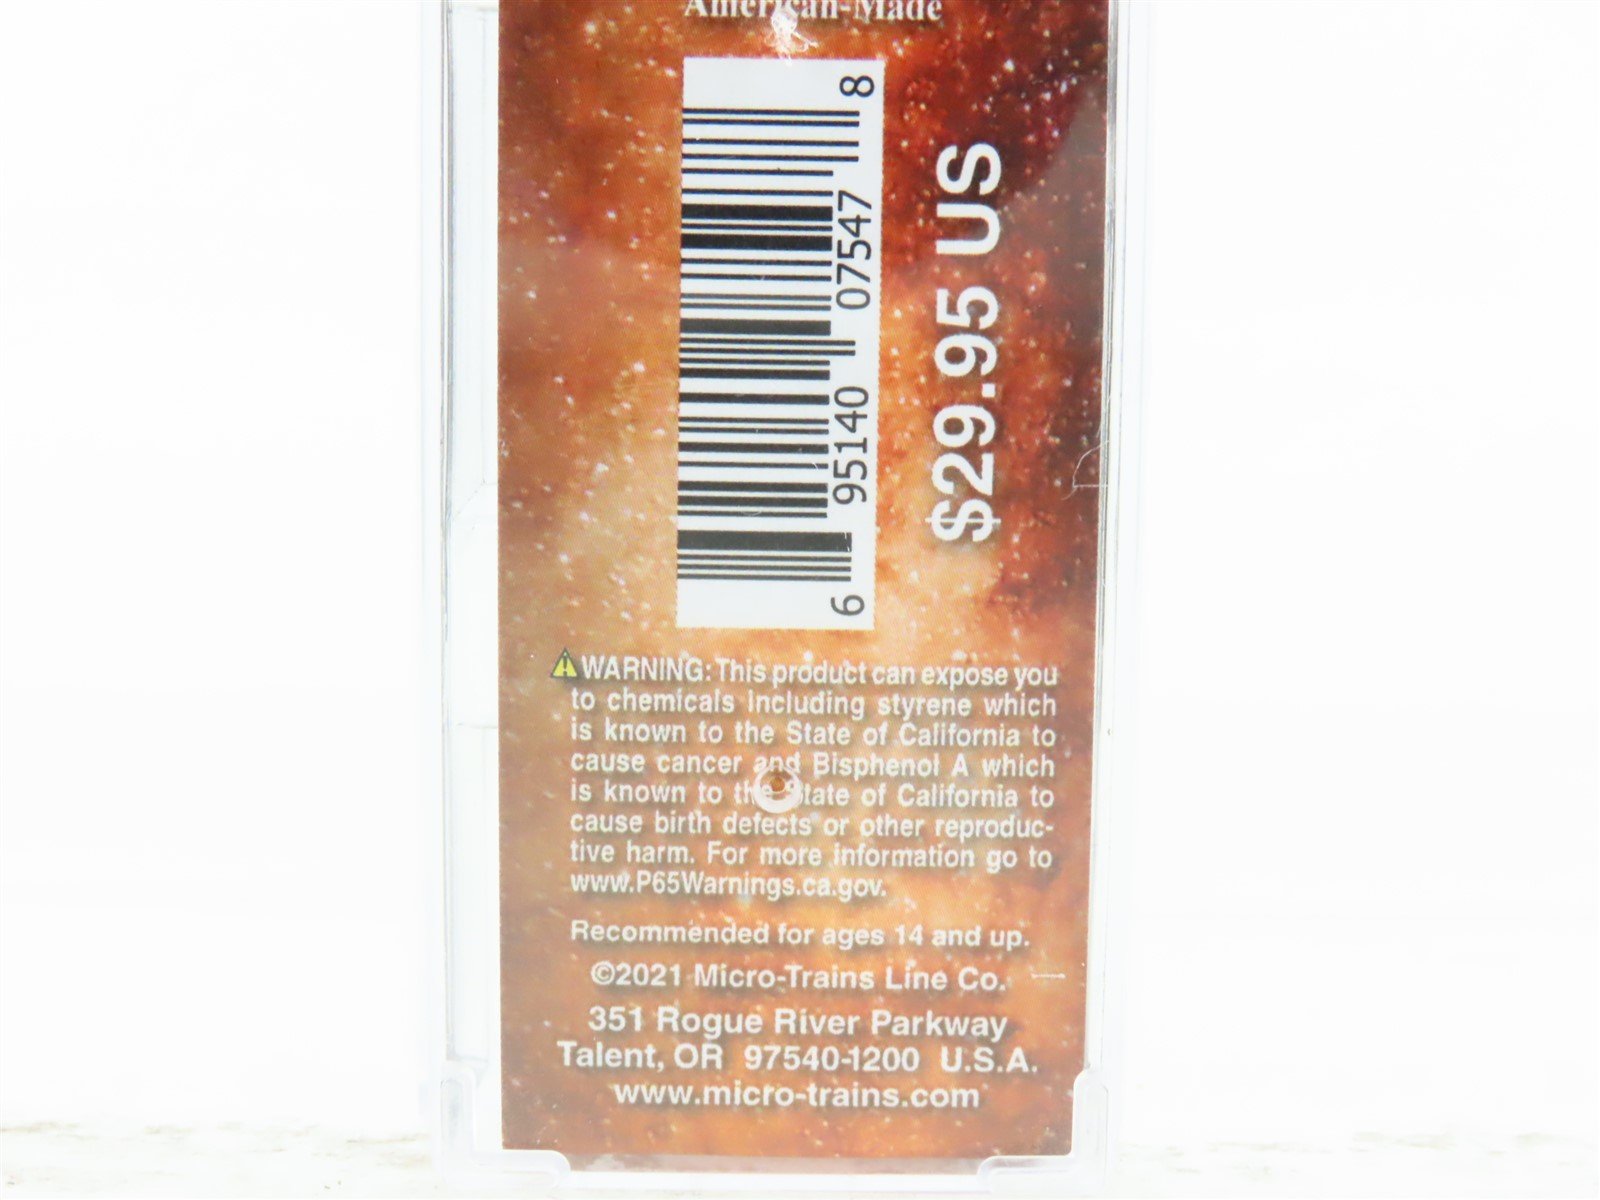 American-Made
6 95140 07547 8
$29.95 US
WARNING: This product can expose you
to chemicals including styrene which
is known to the State of California to
cause cancer and Bisphenol A which
is known to the State of California to
cause birth defects or other reproduc-
tive harm. For more information go to
www.P65Warnings.ca.gov.
Recommended for ages 14 and up.
©2021 Micro-Trains Line Co.
351 Rogue River Parkway
Talent, OR 97540-1200 U.S.A.
www.micro-trains.com